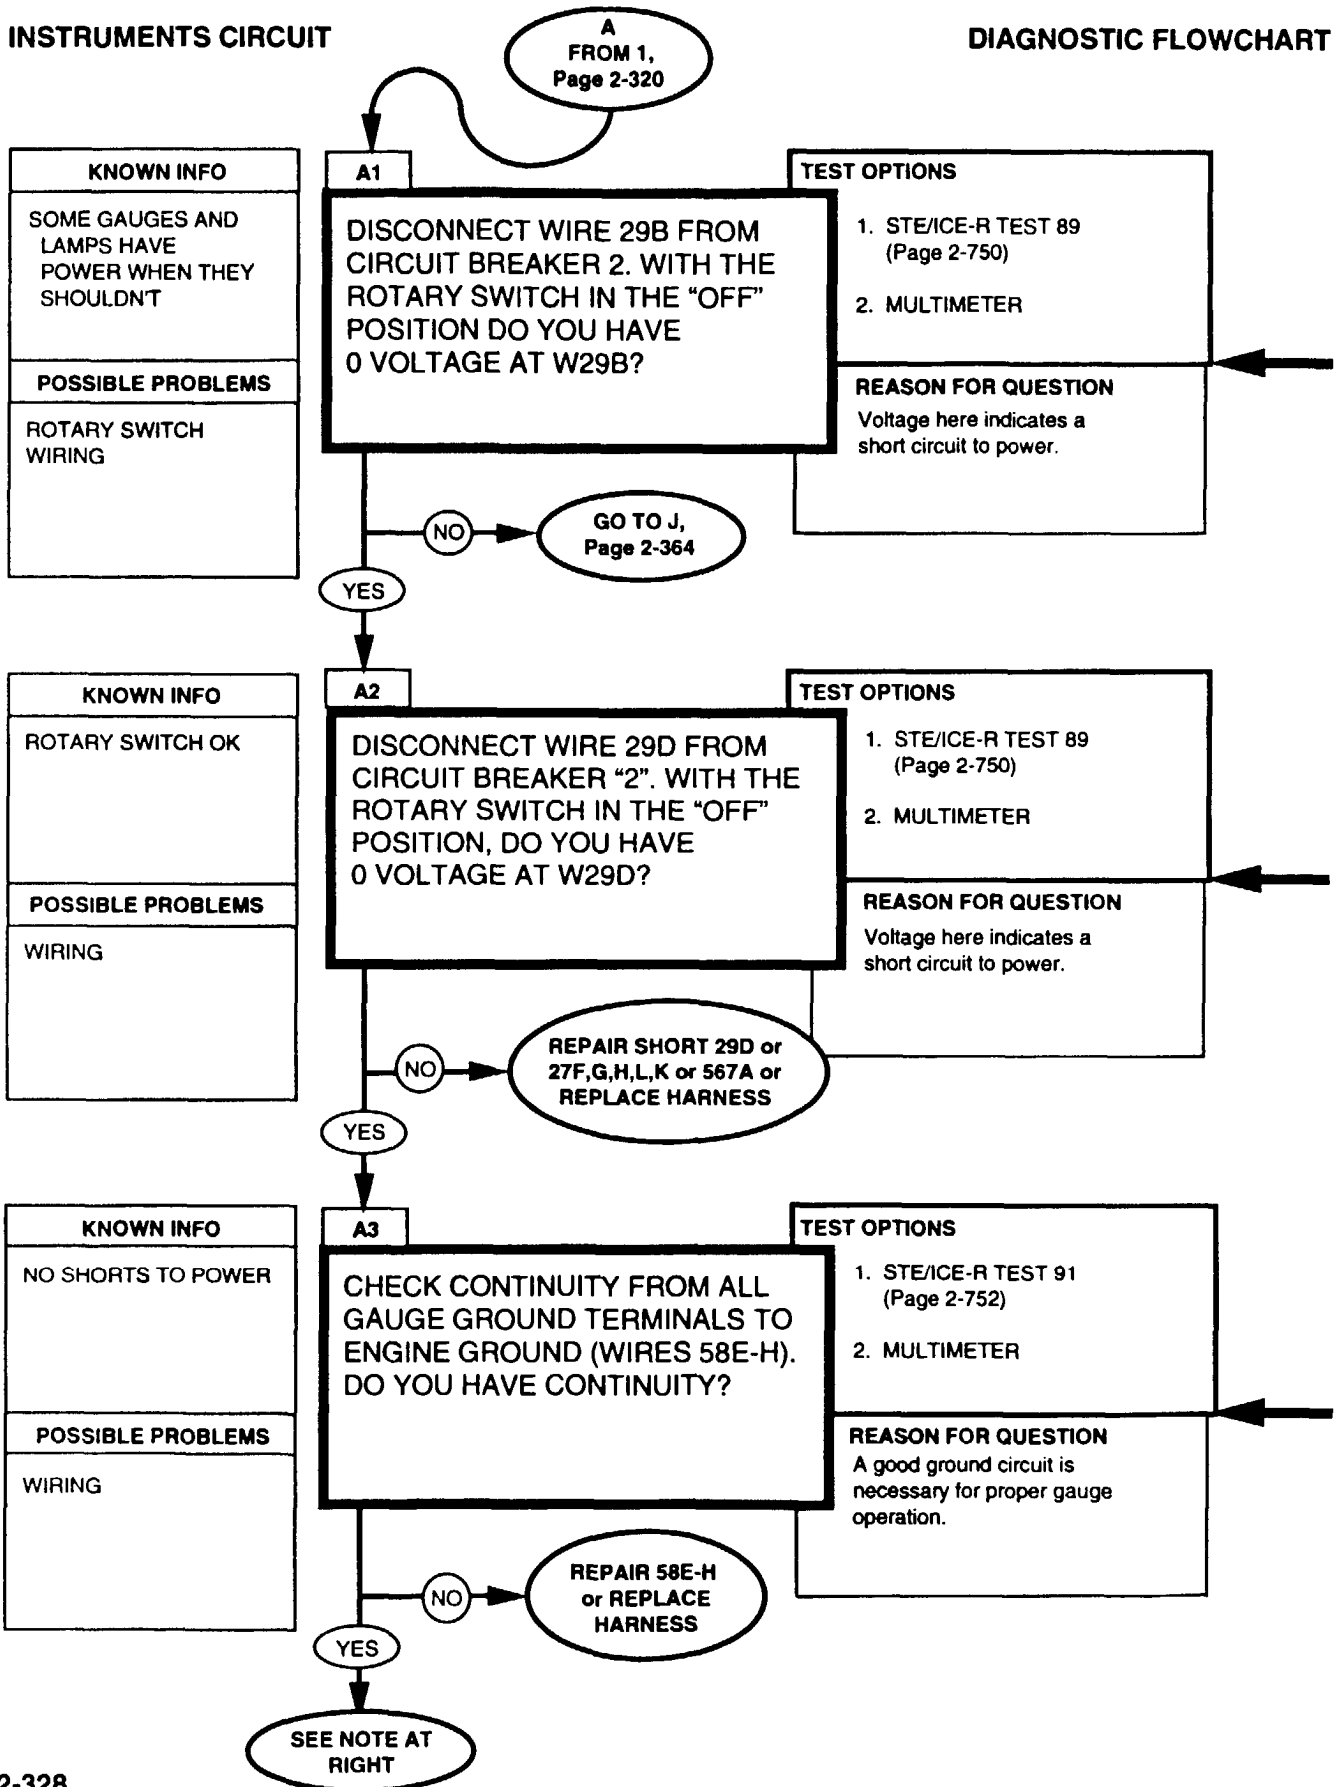 INSTRUMENTS CIRCUIT
DIAGNOSTIC FLOWCHART
A
FROM 1,
Page 2-320
KNOWN INFO
SOME GAUGES AND
LAMPS HAVE
POWER WHEN THEY
SHOULDN'T
POSSIBLE PROBLEMS
ROTARY SWITCH
WIRING
A1
DISCONNECT WIRE 29B FROM
CIRCUIT BREAKER 2. WITH THE
ROTARY SWITCH IN THE “OFF”
POSITION DO YOU HAVE
0 VOLTAGE AT W29B?
TEST OPTIONS
1. STE/ICE-R TEST 89
(Page 2-750)
2. MULTIMETER
REASON FOR QUESTION
Voltage here indicates a
short circuit to power.
NO
GO TO J,
Page 2-364
YES
KNOWN INFO
ROTARY SWITCH OK
POSSIBLE PROBLEMS
WIRING
A2
DISCONNECT WIRE 29D FROM
CIRCUIT BREAKER “2”. WITH THE
ROTARY SWITCH IN THE “OFF”
POSITION, DO YOU HAVE
0 VOLTAGE AT W29D?
TEST OPTIONS
1. STE/ICE-R TEST 89
(Page 2-750)
2. MULTIMETER
REASON FOR QUESTION
Voltage here indicates a
short circuit to power.
NO
REPAIR SHORT 29D or
27F,G,H,L,K or 567A or
REPLACE HARNESS
YES
KNOWN INFO
NO SHORTS TO POWER
POSSIBLE PROBLEMS
WIRING
A3
CHECK CONTINUITY FROM ALL
GAUGE GROUND TERMINALS TO
ENGINE GROUND (WIRES 58E-H).
DO YOU HAVE CONTINUITY?
TEST OPTIONS
1. STE/ICE-R TEST 91
(Page 2-752)
2. MULTIMETER
REASON FOR QUESTION
A good ground circuit is
necessary for proper gauge
operation.
NO
REPAIR 58E-H
or REPLACE
HARNESS
YES
SEE NOTE AT
RIGHT
2-328